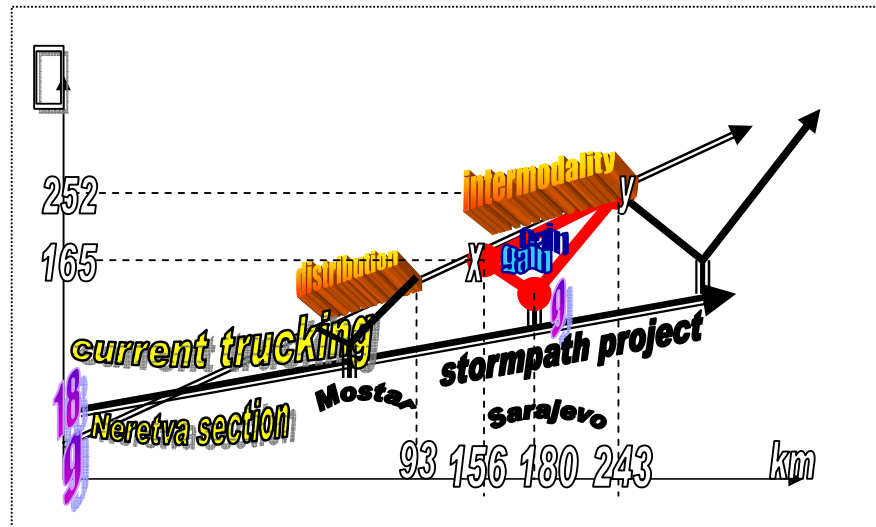 intermodality
252
y
distribution
165
x
gain
9
current trucking
stormpath project
18
Mostar
Neretva section
Sarajevo
9
93
156
180
243
km